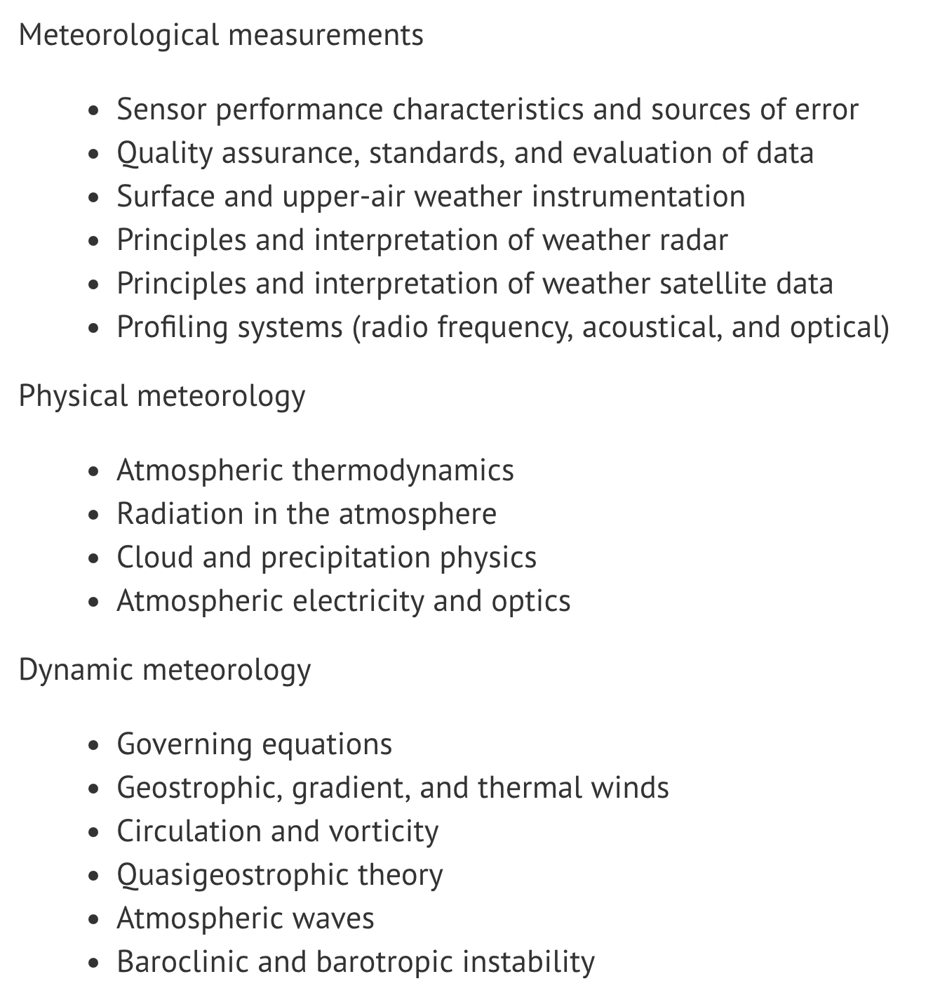 Meteorological measurements
• Sensor performance characteristics and sources of error
• Quality assurance, standards, and evaluation of data
• Surface and upper-air weather instrumentation
• Principles and interpretation of weather radar
• Principles and interpretation of weather satellite data
• Profiling systems (radio frequency, acoustical, and optical)
Physical meteorology
• Atmospheric thermodynamics
• Radiation in the atmosphere
• Cloud and precipitation physics
• Atmospheric electricity and optics
Dynamic meteorology
• Governing equations
• Geostrophic, gradient, and thermal winds
• Circulation and vorticity
• Quasigeostrophic theory
• Atmospheric waves
• Baroclinic and barotropic instability